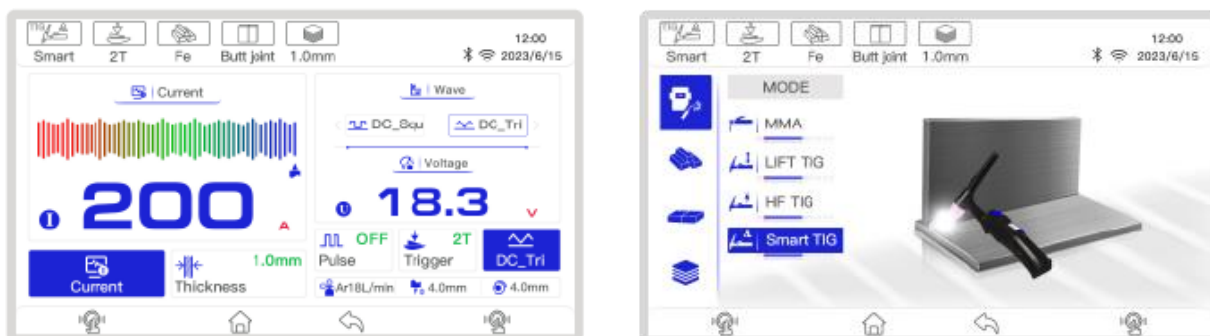 TIG
Smart
2T
Fe
Butt joint
1.0mm
12:00
2023/6/15
Current
200
I
A
Current
1.0mm
Thickness
Wave
DC_Squ
DC_Tri
Voltage
U
18.3
V
OFF
Pulse
2T
Trigger
DC_Tri
Ar18L/min
4.0mm
4.0mm
TIG
Smart
2T
Fe
Butt joint
1.0mm
12:00
2023/6/15
MODE
MMA
LIFT TIG
HF TIG
Smart TIG